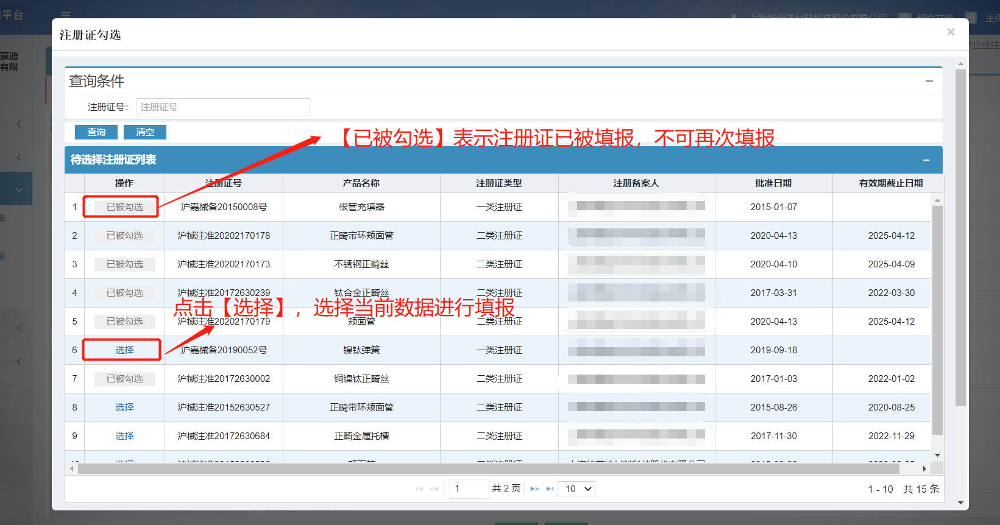 平台
上海埃蒙迪材料科技股份有限公司 帮助文档 主页
注册证勾选
×
蒙迪
有限
企业注
查询条件
注册证号： 注册证号
查询 清空
【已被勾选】表示注册证已被填报，不可再次填报
待选择注册证列表
操作 注册证号 产品名称 注册证类型 注册备案人 批准日期 有效期截止日期
1 已被勾选 沪嘉械备20150008号 根管充填器 一类注册证 2015-01-07
2 已被勾选 沪械注准20202170178 正畸带环颊面管 二类注册证 2020-04-13 2025-04-12
3 已被勾选 沪械注准20202170173 不锈钢正畸丝 二类注册证 2020-04-10 2025-04-09
4 已被勾选 沪械注准20172630239 钛合金正畸丝 二类注册证 2017-03-31 2022-03-30
点击【选择】，选择当前数据进行填报
5 已被勾选 沪械注准20202170179 颊面管 二类注册证 2020-04-13 2025-04-12
6 选择 沪嘉械备20190052号 镍钛弹簧 一类注册证 2019-09-18
7 已被勾选 沪械注准20172630002 铜镍钛正畸丝 二类注册证 2017-01-03 2022-01-02
8 选择 沪械注准20152630527 正畸带环颊面管 二类注册证 2015-08-26 2020-08-25
9 选择 沪械注准20172630684 正畸金属托槽 二类注册证 2017-11-30 2022-11-29
1 共 2 页 10 1 - 10 共 15 条